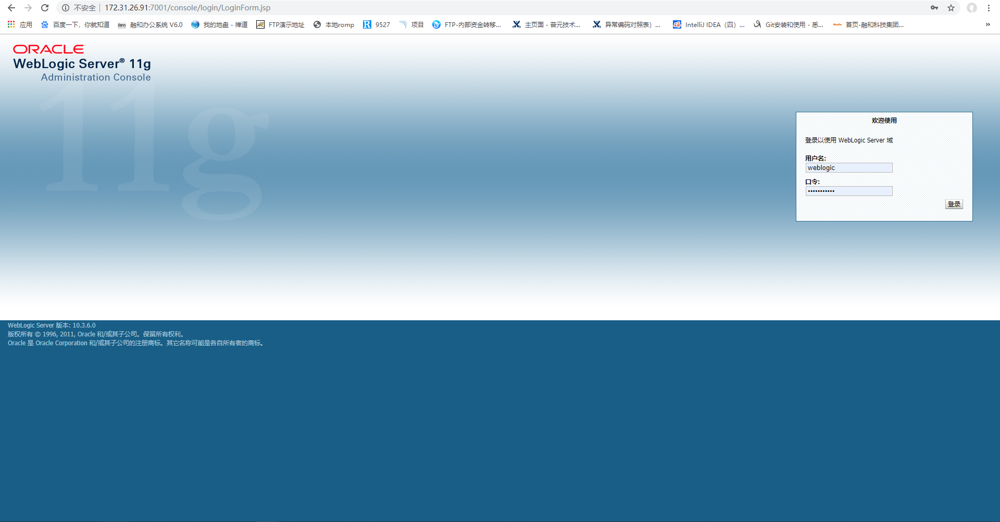 不安全 172.31.26.91:7001/console/login/LoginForm.jsp
应用 百度一下，你就知道 融和办公系统 V6.0 我的地盘 - 禅道 FTP演示地址 本地romp 9527 项目 FTP-内部资金转移... 主页面 - 普元技术... 异常编码对照表）... IntelliJ IDEA（四）... Git安装和使用 - 悉... 首页-融和科技集团... »
ORACLE
WebLogic Server® 11g
Administration Console
11g
欢迎使用
登录以使用 WebLogic Server 域
用户名:
weblogic
口令:
•••••••••••
登录
WebLogic Server 版本: 10.3.6.0
版权所有 © 1996, 2011, Oracle 和/或其子公司。保留所有权利。
Oracle 是 Oracle Corporation 和/或其子公司的注册商标。其它名称可能是各自所有者的商标。